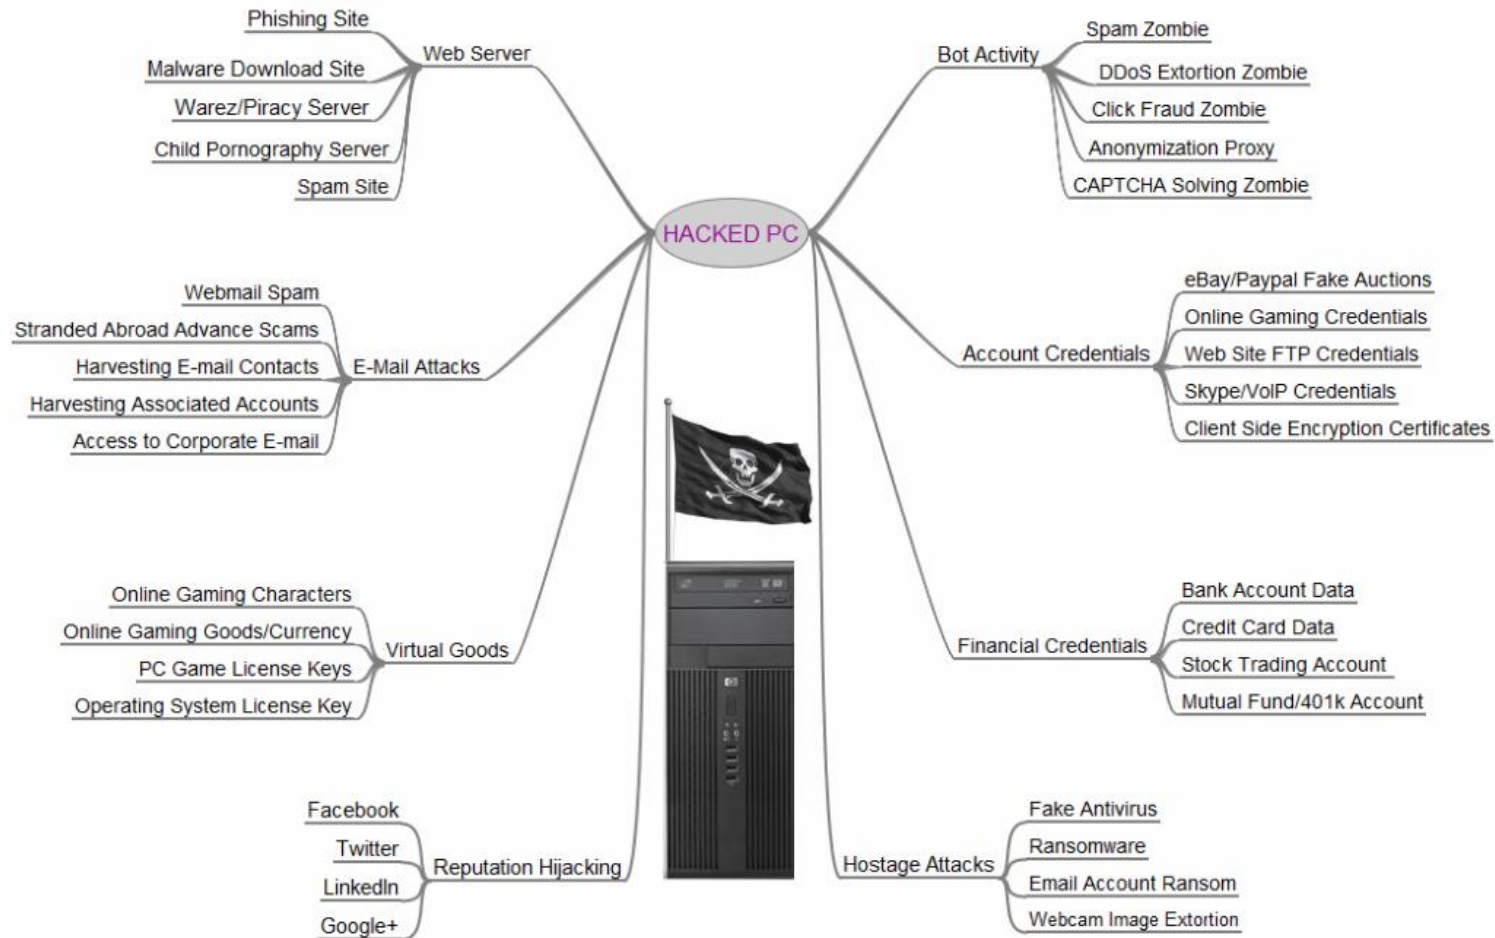 HACKED PC
Web Server
Phishing Site
Malware Download Site
Warez/Piracy Server
Child Pornography Server
Spam Site
E-Mail Attacks
Webmail Spam
Stranded Abroad Advance Scams
Harvesting E-mail Contacts
Harvesting Associated Accounts
Access to Corporate E-mail
Virtual Goods
Online Gaming Characters
Online Gaming Goods/Currency
PC Game License Keys
Operating System License Key
Reputation Hijacking
Facebook
Twitter
LinkedIn
Google+
Bot Activity
Spam Zombie
DDoS Extortion Zombie
Click Fraud Zombie
Anonymization Proxy
CAPTCHA Solving Zombie
Account Credentials
eBay/Paypal Fake Auctions
Online Gaming Credentials
Web Site FTP Credentials
Skype/VoIP Credentials
Client Side Encryption Certificates
Financial Credentials
Bank Account Data
Credit Card Data
Stock Trading Account
Mutual Fund/401k Account
Hostage Attacks
Fake Antivirus
Ransomware
Email Account Ransom
Webcam Image Extortion